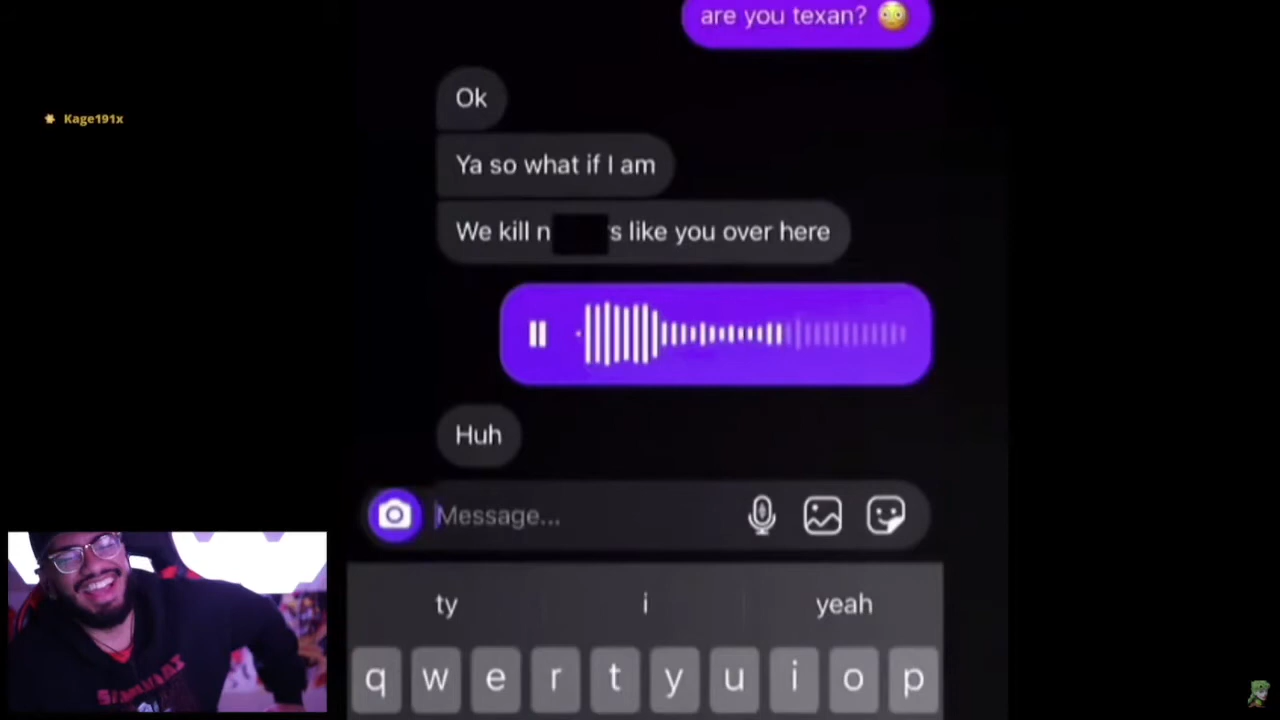 are you texan? 😳
Kage191x
Ok
Ya so what if I am
We kill n s like you over here
Huh
Message...
ty i yeah
q w e r t y u i o p